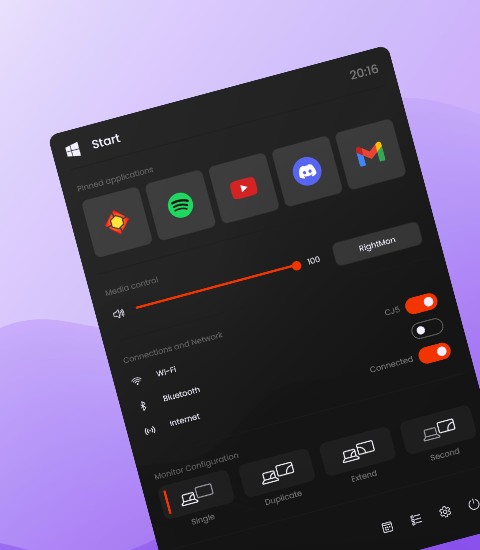 Start
20:16
Pinned applications
Media control
100
RightMon
Connections and Network
Wi-Fi
CJ5
Bluetooth
Internet
Connected
Monitor Configuration
Single
Duplicate
Extend
Second